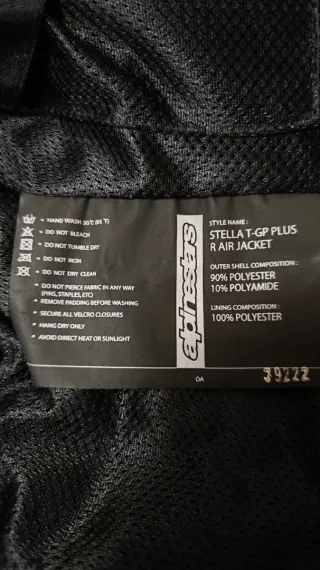 HAND WASH 30°C (85 °F)
DO NOT BLEACH
DO NOT TUMBLE DRY
DO NOT IRON
DO NOT DRY CLEAN
DO NOT PIERCE FABRIC IN ANY WAY
(PINS, STAPLES, ETC)
REMOVE PADDING BEFORE WASHING
SECURE ALL VELCRO CLOSURES
HANG DRY ONLY
AVOID DIRECT HEAT OR SUNLIGHT
alpinestars
STYLE NAME :
STELLA T-GP PLUS
R AIR JACKET
OUTER SHELL COMPOSITION :
90% POLYESTER
10% POLYAMIDE
LINING COMPOSITION :
100% POLYESTER
OA